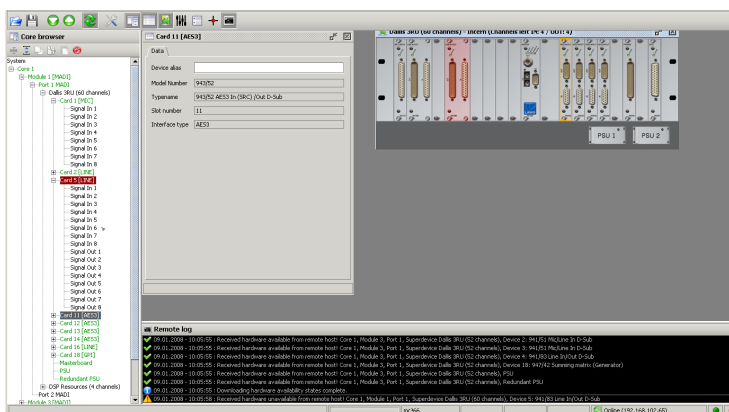 Core browser
System
Core 1
Module 1 [MADI]
Port 1 MADI
Dallis 3RU (60 channels)
Card 1 [MIC]
Signal In 1
Signal In 2
Signal In 3
Signal In 4
Signal In 5
Signal In 6
Signal In 7
Signal In 8
Card 2 [LINE]
Card 5 [LINE]
Signal In 1
Signal In 2
Signal In 3
Signal In 4
Signal In 5
Signal In 6
Signal In 7
Signal In 8
Signal Out 1
Signal Out 2
Signal Out 3
Signal Out 4
Signal Out 5
Signal Out 6
Signal Out 7
Signal Out 8
Card 11 [AES3]
Card 12 [AES3]
Card 13 [AES3]
Card 14 [AES3]
Card 16 [LINE]
Card 18 [GPI]
Masterboard
PSU
Redundant PSU
DSP Resources (4 channels)
Port 2 MADI
Module 3 [MADI]
Card 11 [AES3]
Data
Device alias
Model Number 943/52
Typename 943/52 AES3 In (SRC) /Out D-Sub
Slot number 11
Interface type AES3
Dallis 3RU (60 channels) - Intern (Channels left IN: 4 / OUT: 4)
PSU 1
PSU 2
Remote log
09.01.2008 - 10:05:55 : Received hardware available from remote host! Core 1, Module 3, Port 1, Superdevice Dallis 3RU (52 channels), Device 2: 941/51 Mic/Line In D-Sub
09.01.2008 - 10:05:55 : Received hardware available from remote host! Core 1, Module 3, Port 1, Superdevice Dallis 3RU (52 channels), Device 3: 941/51 Mic/Line In D-Sub
09.01.2008 - 10:05:55 : Received hardware available from remote host! Core 1, Module 3, Port 1, Superdevice Dallis 3RU (52 channels), Device 4: 941/83 Line In/Out D-Sub
09.01.2008 - 10:05:55 : Received hardware available from remote host! Core 1, Module 3, Port 1, Superdevice Dallis 3RU (52 channels), Device 18: 947/42 Sumning matrix (Generator)
09.01.2008 - 10:05:55 : Received hardware available from remote host! Core 1, Module 3, Port 1, Superdevice Dallis 3RU (52 channels), PSU
09.01.2008 - 10:05:55 : Received hardware available from remote host! Core 1, Module 3, Port 1, Superdevice Dallis 3RU (52 channels), Redundant PSU
09.01.2008 - 10:05:55 : Downloading hardware availability states complete.
09.01.2008 - 10:05:58 : Received hardware unavailable from remote host! Core 1, Module 1, Port 1, Superdevice Dallis 3RU (60 channels), Device 5: 941/83 Line In/Out D-Sub
mc²66
Online (192.168.102.65)